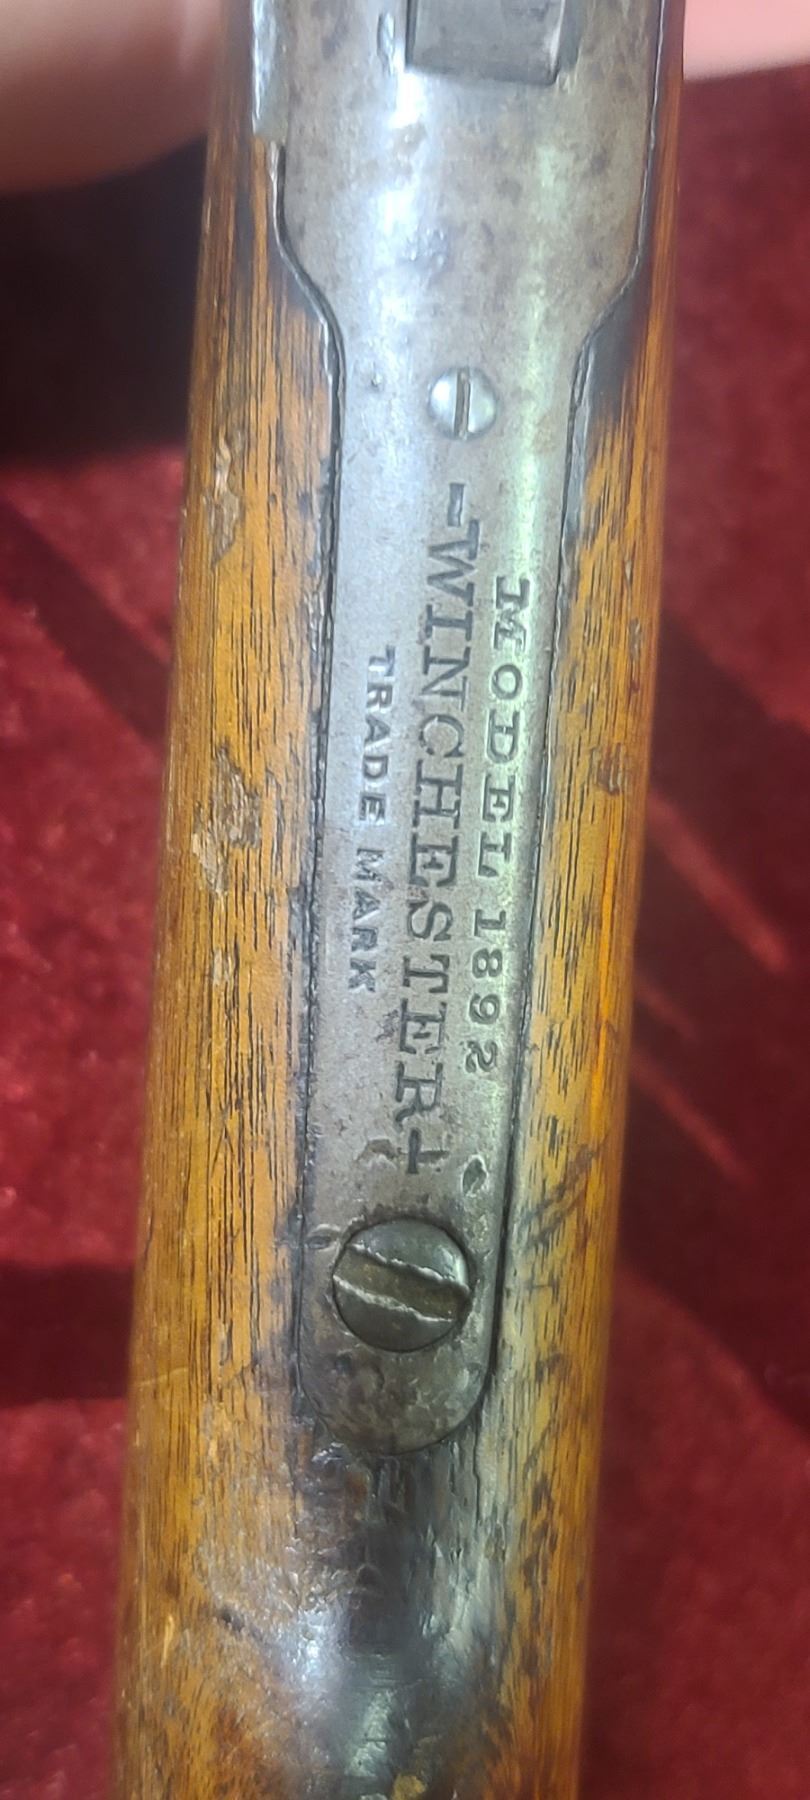 MODEL 1892
-WINCHESTER-
TRADE MARK